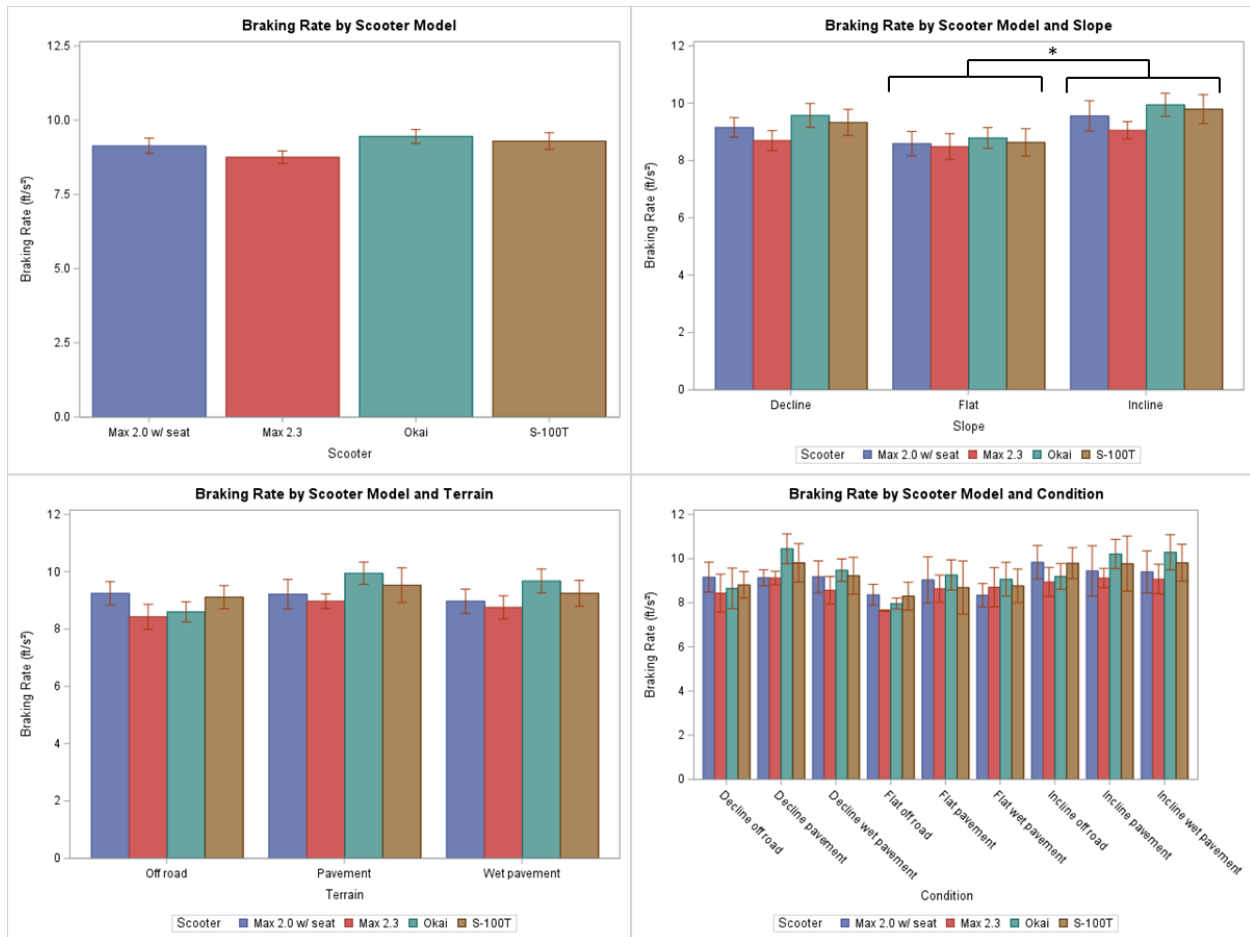 Braking Rate by Scooter Model
12.5
10.0
7.5
5.0
2.5
0.0
Braking Rate (ft/s²)
Max 2.0 w/ seat
Max 2.3
Okai
S-100T
Scooter
Braking Rate by Scooter Model and Slope
*
12
10
8
6
4
2
0
Braking Rate (ft/s²)
Decline
Flat
Incline
Slope
Scooter Max 2.0 w/ seat Max 2.3 Okai S-100T
Braking Rate by Scooter Model and Terrain
12
10
8
6
4
2
0
Braking Rate (ft/s²)
Off road
Pavement
Wet pavement
Terrain
Scooter Max 2.0 w/ seat Max 2.3 Okai S-100T
Braking Rate by Scooter Model and Condition
12
10
8
6
4
2
0
Braking Rate (ft/s²)
Decline off road
Decline pavement
Decline wet pavement
Flat off road
Flat pavement
Flat wet pavement
Incline off road
Incline pavement
Incline wet pavement
Condition
Scooter Max 2.0 w/ seat Max 2.3 Okai S-100T